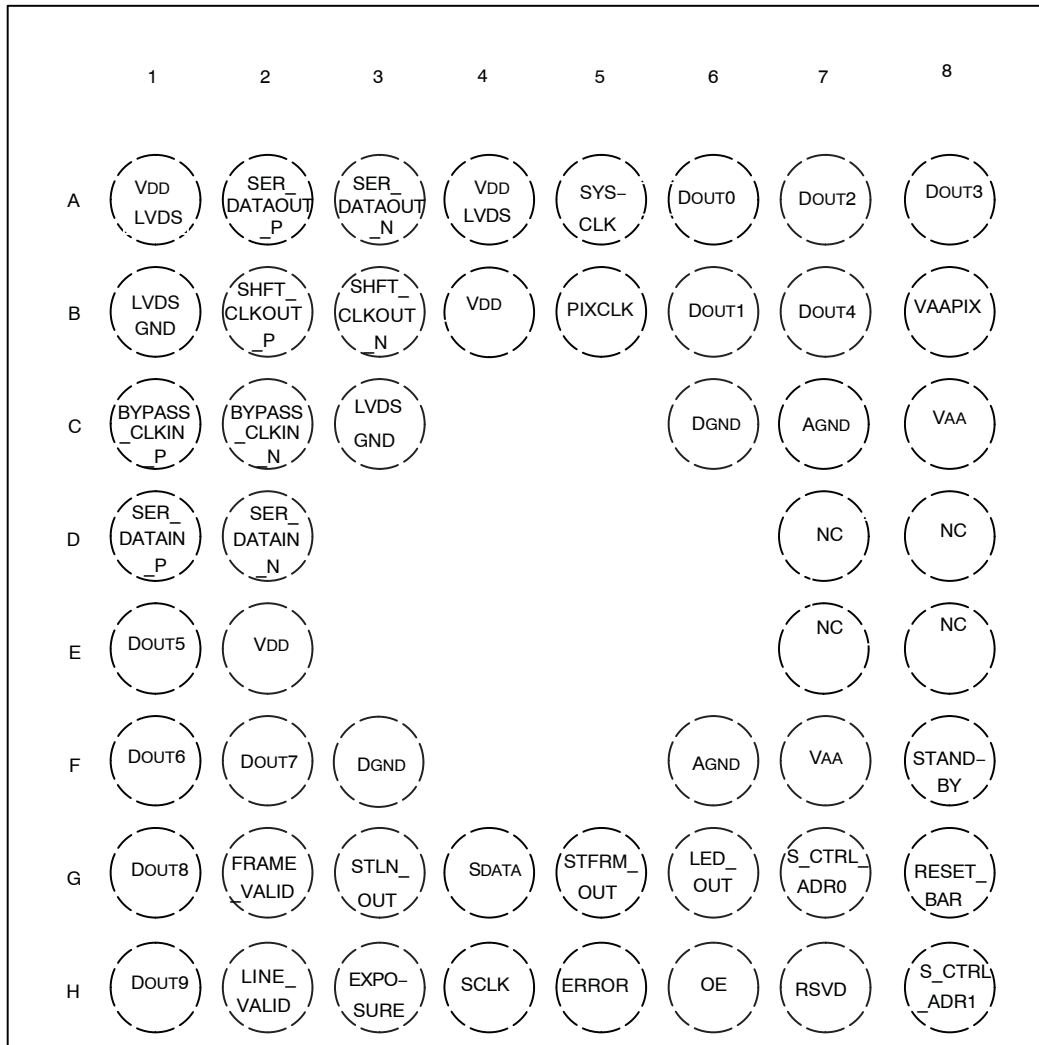 1 2 3 4 5 6 7 8
A
VDD
LVDS
SER_
DATAOUT
_P
SER_
DATAOUT
_N
VDD
LVDS
SYS-
CLK
DOUT0
DOUT2
DOUT3
B
LVDS
GND
SHFT_
CLKOUT
_P
SHFT_
CLKOUT
_N
VDD
PIXCLK
DOUT1
DOUT4
VAAPIX
C
BYPASS
_CLKIN
_P
BYPASS
_CLKIN
_N
LVDS
GND
DGND
AGND
VAA
D
SER_
DATAIN
_P
SER_
DATAIN
_N
NC
NC
E
DOUT5
VDD
NC
NC
F
DOUT6
DOUT7
DGND
AGND
VAA
STAND-
BY
G
DOUT8
FRAME
_VALID
STLN_
OUT
SDATA
STFRM_
OUT
LED_
OUT
S_CTRL_
ADR0
RESET_
BAR
H
DOUT9
LINE_
VALID
EXPO-
SURE
SCLK
ERROR
OE
RSVD
S_CTRL
_ADR1